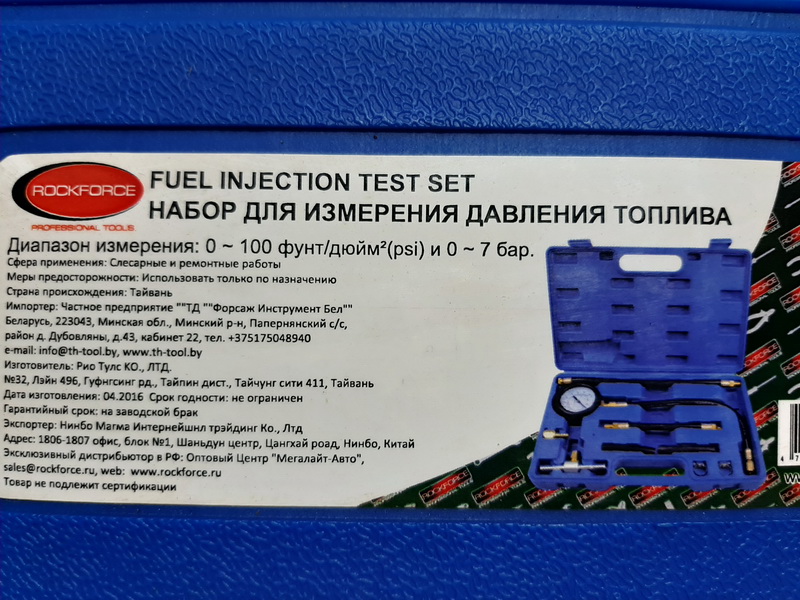 ROCKFORCE
PROFESSIONAL TOOLS
FUEL INJECTION TEST SET
НАБОР ДЛЯ ИЗМЕРЕНИЯ ДАВЛЕНИЯ ТОПЛИВА
Диапазон измерения: 0 ~ 100 фунт/дюйм²(psi) и 0 ~ 7 бар.
Сфера применения: Слесарные и ремонтные работы
Меры предосторожности: Использовать только по назначению
Страна происхождения: Тайвань
Импортер: Частное предприятие ""ТД ""Форсаж Инструмент Бел""
Беларусь, 223043, Минская обл., Минский р-н, Папернянский с/с,
район д. Дубовляны, д.43, кабинет 22, тел. +375175048940
e-mail: info@th-tool.by, www.th-tool.by
Изготовитель: Рио Тулс КО., ЛТД.
№32, Лэйн 496, Гуфнгсинг рд., Тайпин дист., Тайчунг сити 411, Тайвань
Дата изготовления: 04.2016 Срок годности: не ограничен
Гарантийный срок: на заводской брак
Экспортер: Нинбо Магма Интернейшнл трэйдинг Ко., Лтд
Адрес: 1806-1807 офис, блок №1, Шаньдун центр, Цангхай роад, Нинбо, Китай
Эксклюзивный дистрибьютор в РФ: Оптовый Центр "Мегалайт-Авто",
sales@rockforce.ru, web: www.rockforce.ru
Товар не подлежит сертификации
ROCKFORCE
ROCKFORCE